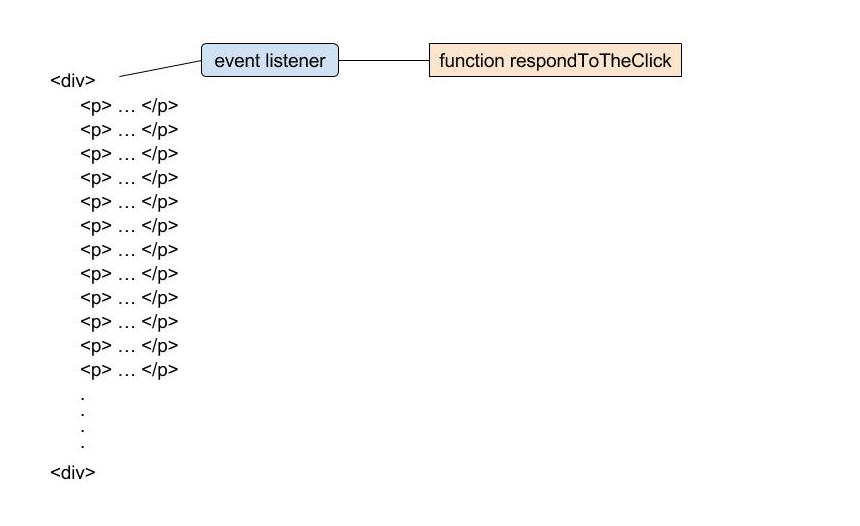 event listener
function respondToTheClick
<div>
<p> ... </p>
<p> ... </p>
<p> ... </p>
<p> ... </p>
<p> ... </p>
<p> ... </p>
<p> ... </p>
<p> ... </p>
<p> ... </p>
<p> ... </p>
<p> ... </p>
<p> ... </p>
.
.
.
.
<div>